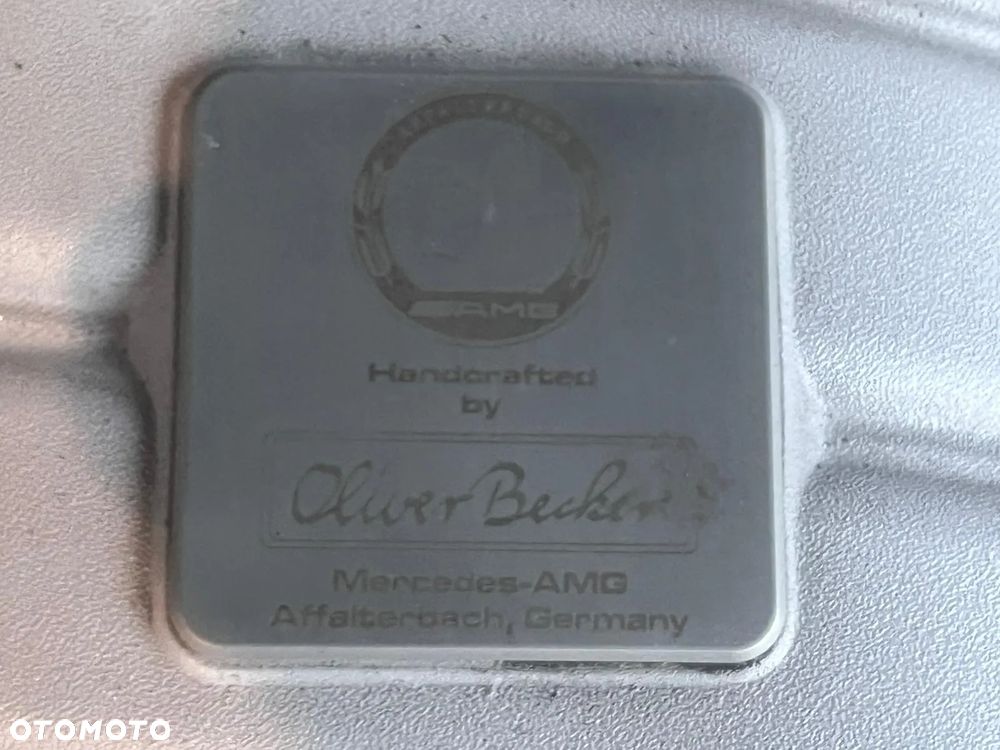 AMG
Handcrafted
by
Oliver Becker
Mercedes-AMG
Affalterbach, Germany
OTOMOTO